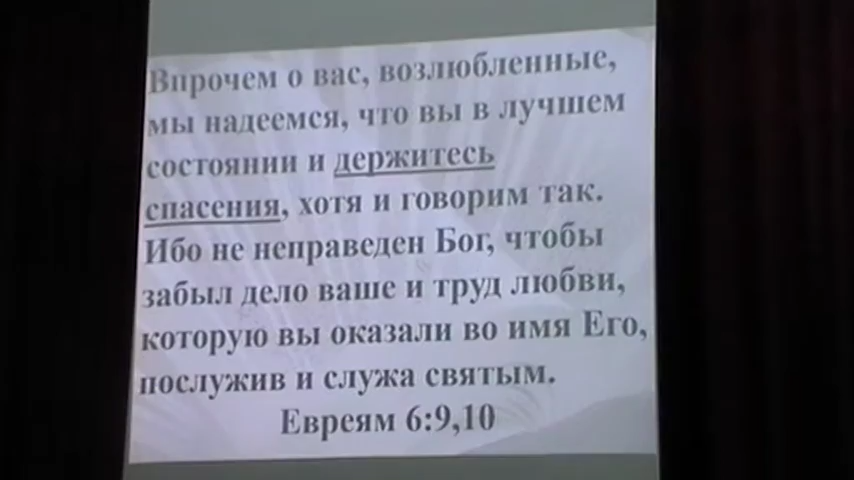 Впрочем о вас, возлюбленные,
мы надеемся, что вы в лучшем
состоянии и держитесь
спасения, хотя и говорим так.
Ибо не неправеден Бог, чтобы
забыл дело ваше и труд любви,
которую вы оказали во имя Его,
послужив и служа святым.
Евреям 6:9,10